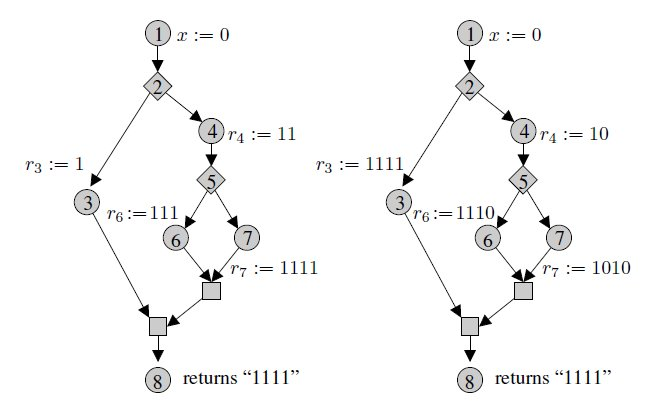 1 x := 0
2
4 r4 := 11
r3 := 1
5
3
r6 := 111
6
7
r7 := 1111
8 returns “1111”
1 x := 0
2
4 r4 := 10
r3 := 1111
5
3
r6 := 1110
6
7
r7 := 1010
8 returns “1111”